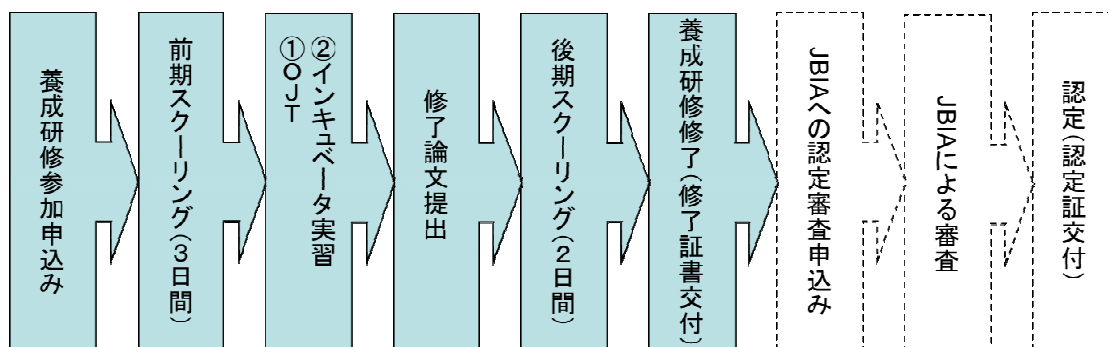 養成研修参加申込み
前期スクーリング(3日間)
①OJT
②インキュベータ実習
修了論文提出
後期スクーリング(2日間)
養成研修修了(修了証書交付)
JBIAへの認定審査申込み
JBIAによる審査
認定(認定証交付)